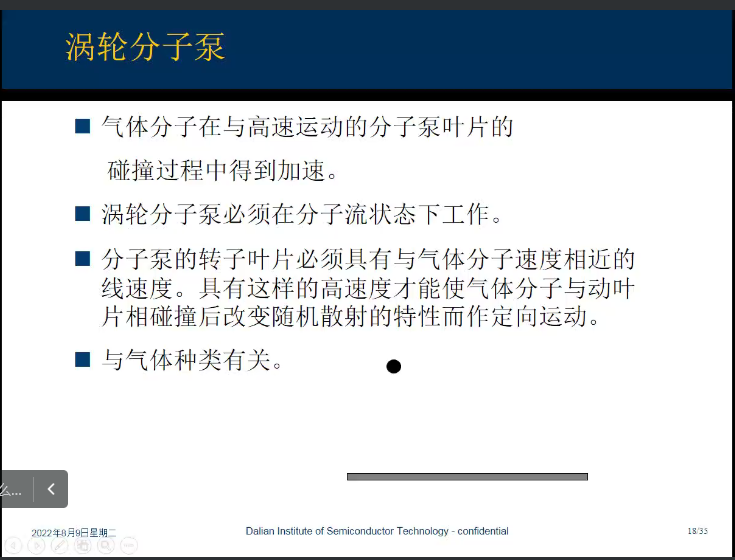 涡轮分子泵
气体分子在与高速运动的分子泵叶片的
碰撞过程中得到加速。
涡轮分子泵必须在分子流状态下工作。
分子泵的转子叶片必须具有与气体分子速度相近的
线速度。具有这样的高速度才能使气体分子与动叶
片相碰撞后改变随机散射的特性而作定向运动。
与气体种类有关。
么...
2022年8月9日星期二
Dalian Institute of Semiconductor Technology - confidential
18/35